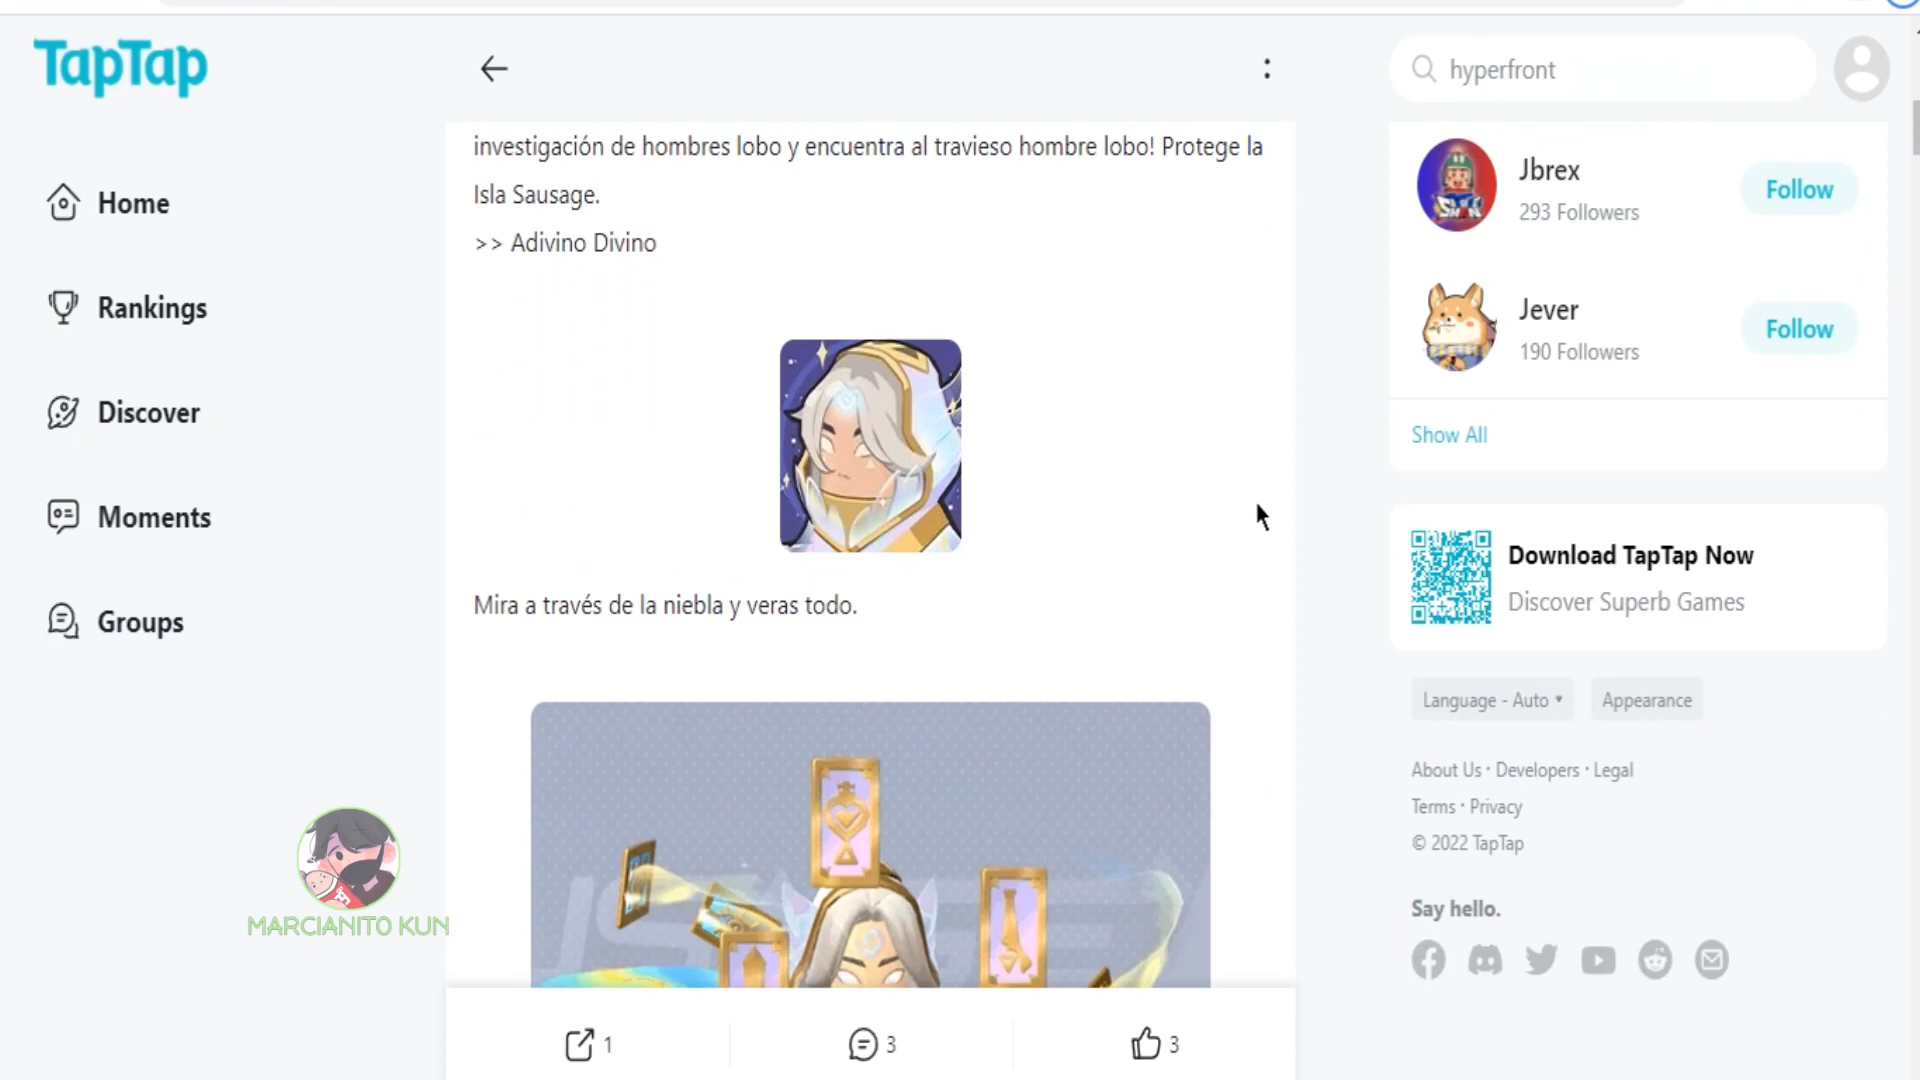 TapTap
hyperfront
Home
Rankings
Discover
Moments
Groups
investigación de hombres lobo y encuentra al travieso hombre lobo! Protege la
Isla Sausage.
>> Adivino Divino
Mira a través de la niebla y veras todo.
1
3
3
Jbrex
293 Followers
Follow
Jever
190 Followers
Follow
Show All
Download TapTap Now
Discover Superb Games
Language - Auto
Appearance
About Us · Developers · Legal
Terms · Privacy
© 2022 TapTap
Say hello.
MARCIANITO KUN